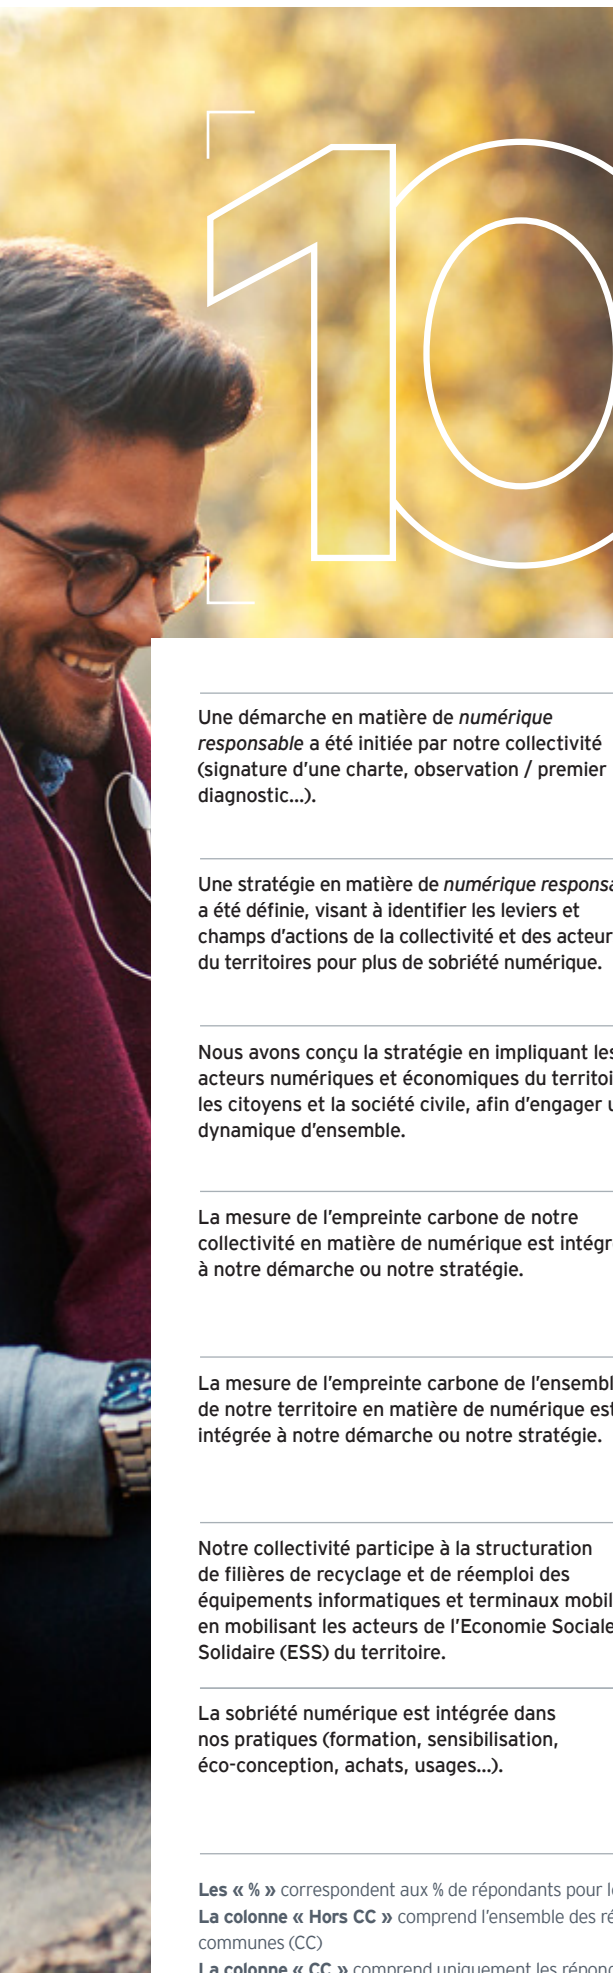 10
Une démarche en matière de numérique
responsable a été initiée par notre collectivité
(signature d'une charte, observation / premier
diagnostic...).
Une stratégie en matière de numérique
a été définie, visant à identifier les leviers et
champs d'actions de la collectivité et des
du territoires pour plus de sobriété numérique.
Nous avons conçu la stratégie en impliquant
acteurs numériques et économiques du
les citoyens et la société civile, afin d'engager
dynamique d'ensemble.
La mesure de l'empreinte carbone de notre
collectivité en matière de numérique est
à notre démarche ou notre stratégie.
La mesure de l'empreinte carbone de
de notre territoire en matière de numérique
intégrée à notre démarche ou notre stratégie.
Notre collectivité participe à la structuration
de filières de recyclage et de réemploi des
équipements informatiques et terminaux
en mobilisant les acteurs de l'Economie Sociale
Solidaire (ESS) du territoire.
La sobriété numérique est intégrée dans
nos pratiques (formation, sensibilisation,
éco-conception, achats, usages...).
Les « % » correspondent aux % de répondants pour
La colonne « Hors CC » comprend l'ensemble des
communes (CC)
La colonne « CC » comprend uniquement les